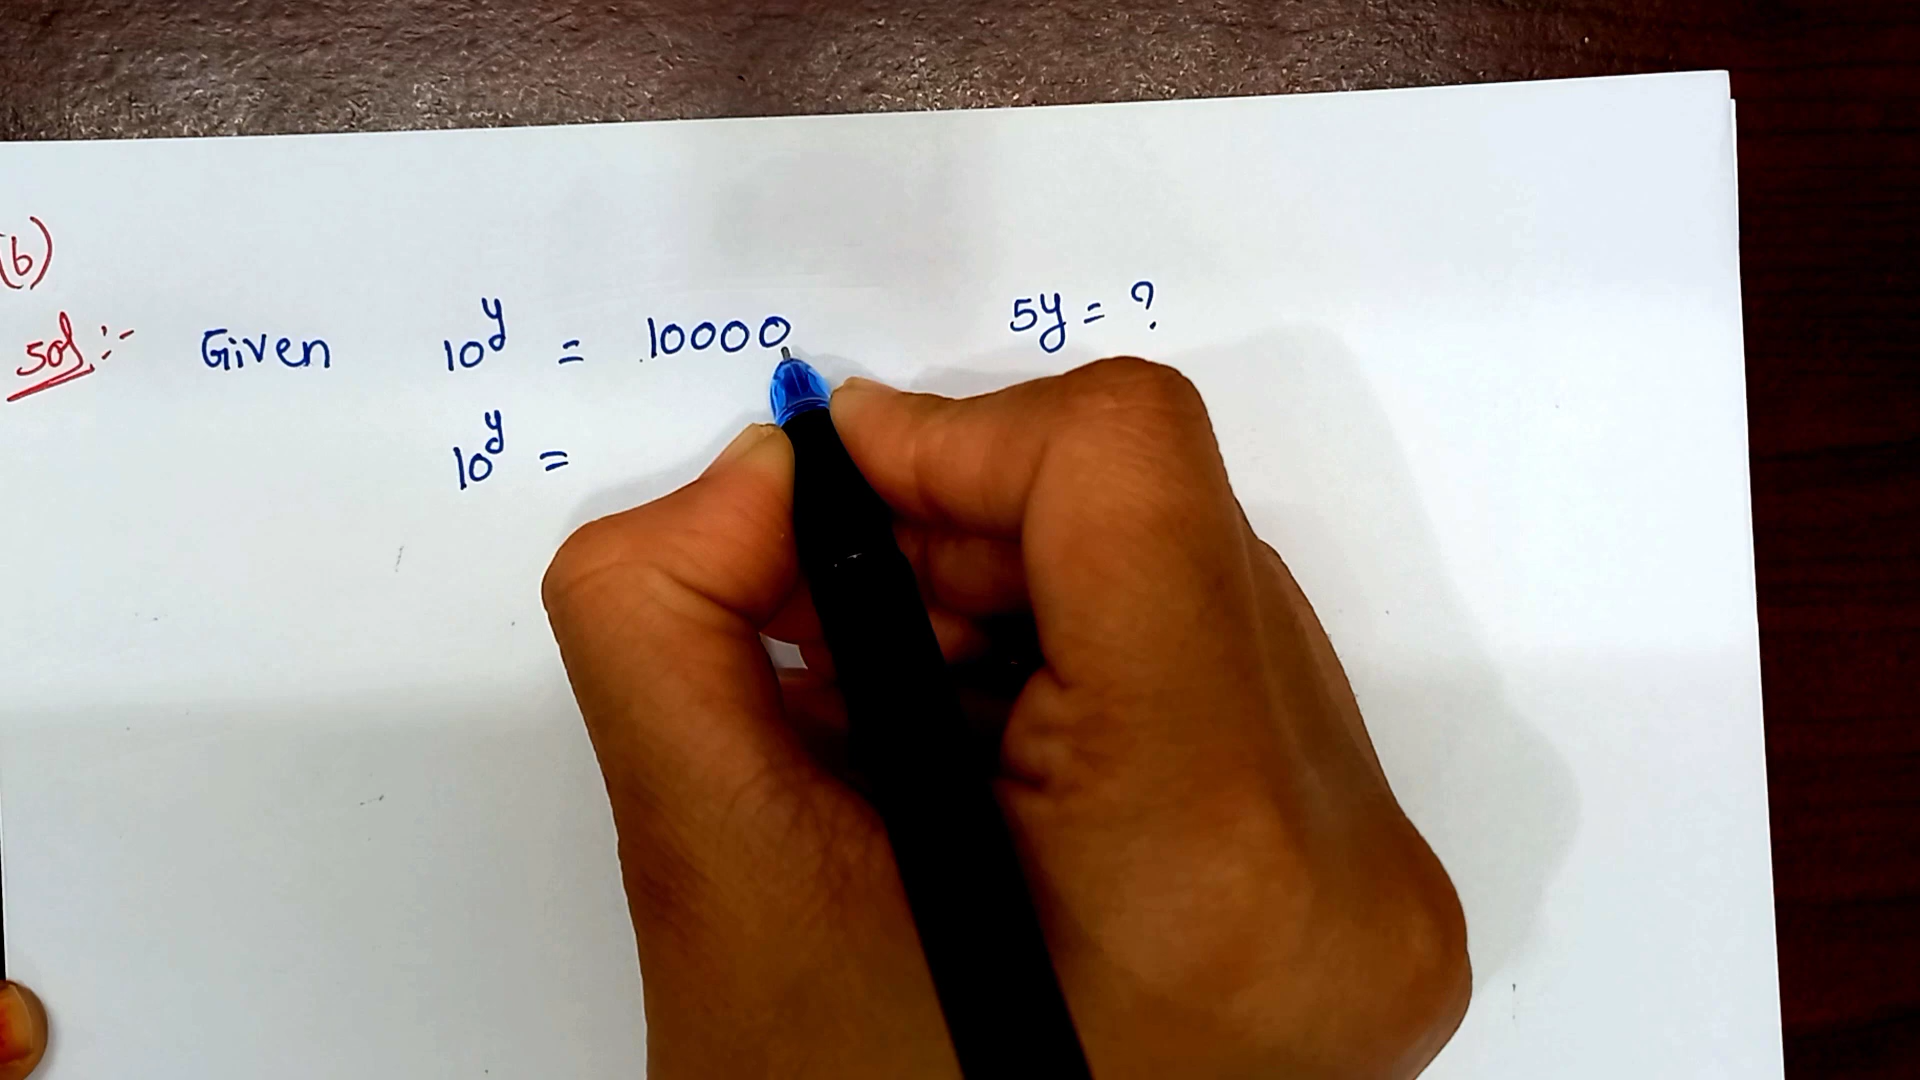 (b)
Sol:- Given 10^y = 10000 5y = ?
10^y =